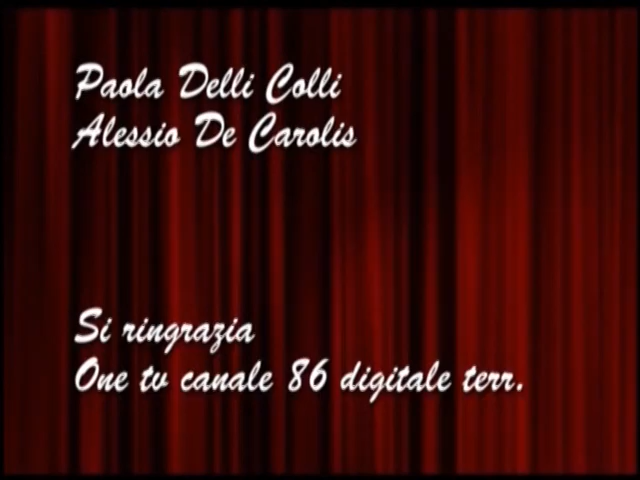 Paola Delli Colli
Alessio De Carolis
Si ringrazia
One tv canale 86 digitale terr.